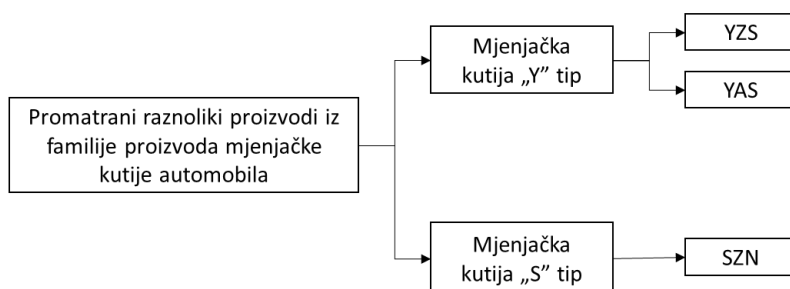 Promatrani raznoliki proizvodi iz
familije proizvoda mjenjačke
kutije automobila
Mjenjačka
kutija „Y” tip
YZS
YAS
Mjenjačka
kutija „S” tip
SZN